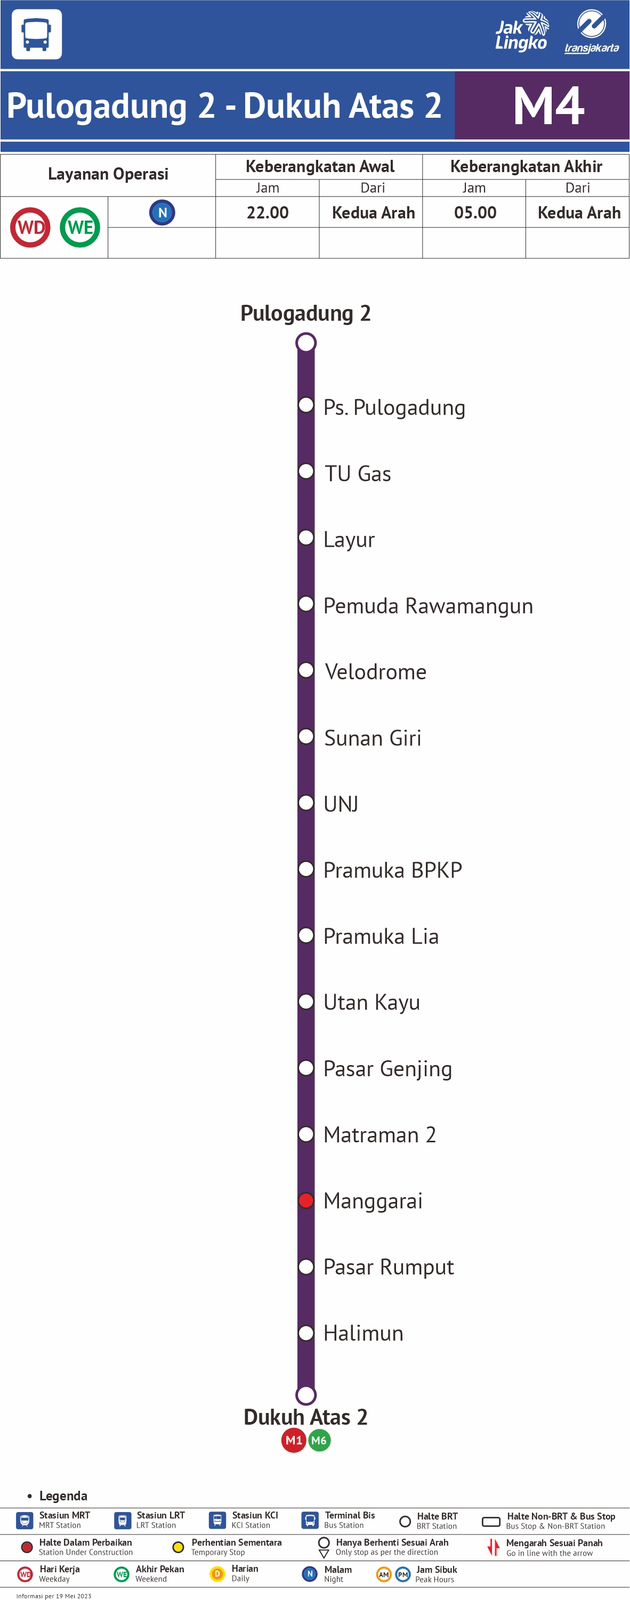 Jak
Lingko
transjakarta
Pulogadung 2 - Dukuh Atas 2
M4
Layanan Operasi
Keberangkatan Awal
Keberangkatan Akhir
Jam
Dari
Jam
Dari
WD
WE
N
22.00
Kedua Arah
05.00
Kedua Arah
Pulogadung 2
Ps. Pulogadung
TU Gas
Layur
Pemuda Rawamangun
Velodrome
Sunan Giri
UNJ
Pramuka BPKP
Pramuka Lia
Utan Kayu
Pasar Genjing
Matraman 2
Manggarai
Pasar Rumput
Halimun
Dukuh Atas 2
M1 M6
• Legenda
Stasiun MRT
MRT Station
Stasiun LRT
LRT Station
Stasiun KCI
KCI Station
Terminal Bis
Bus Station
Halte BRT
BRT Station
Halte Non-BRT & Bus Stop
Bus Stop & Non-BRT Station
Halte Dalam Perbaikan
Station Under Construction
Perhentian Sementara
Temporary Stop
Hanya Berhenti Sesuai Arah
Only stop as per the direction
Mengarah Sesuai Panah
Go in line with the arrow
WD
Hari Kerja
Weekday
WE
Akhir Pekan
Weekend
D
Harian
Daily
N
Malam
Night
AM PM
Jam Sibuk
Peak Hours
Informasi per 19 Mei 2023